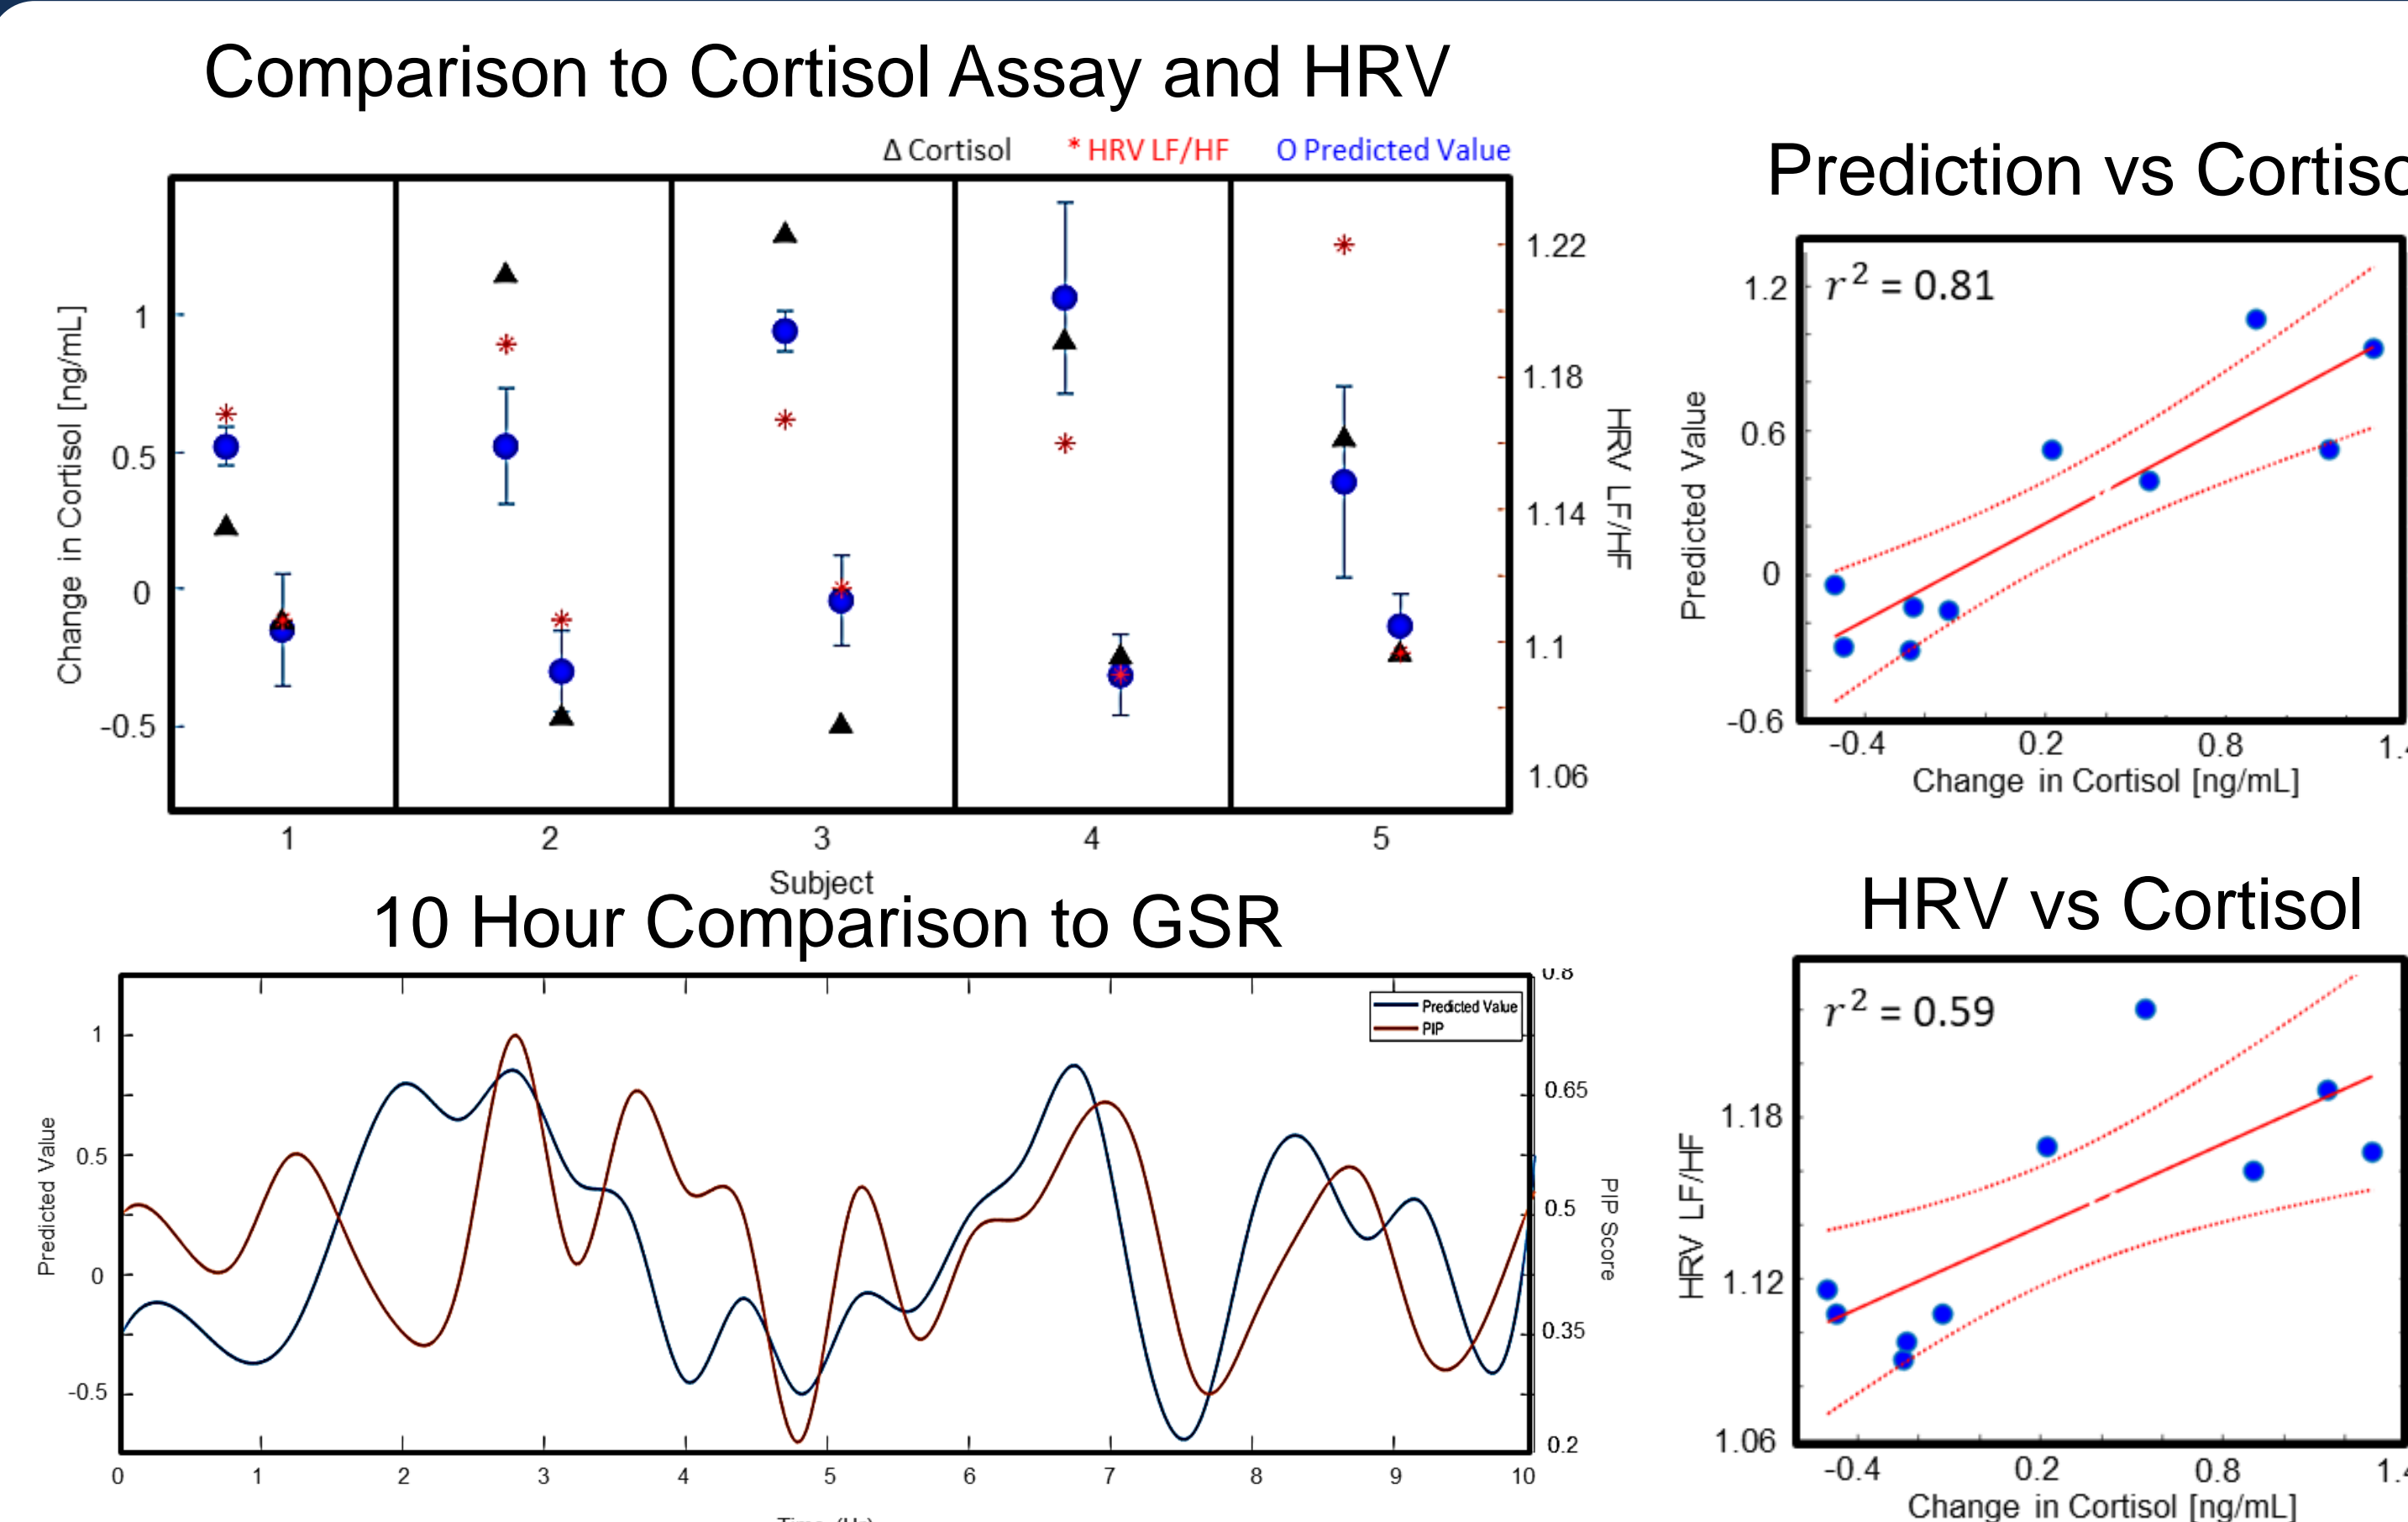 Comparison to Cortisol Assay and HRV
Δ Cortisol * HRV LF/HF O Predicted Value
Change in Cortisol [ng/mL]
1
0.5
0
-0.5
1.22
1.18
1.14
1.1
1.06
HRV LF/HF
1 2 3 4 5
Subject
Prediction vs Cortiso
r² = 0.81
Predicted Value
1.2
0.6
0
-0.6
-0.4 0.2 0.8 1.4
Change in Cortisol [ng/mL]
10 Hour Comparison to GSR
Predicted Value
PIP
Predicted Value
1
0.5
0
-0.5
0.8
0.65
0.5
0.35
0.2
PIP Score
0 1 2 3 4 5 6 7 8 9 10
HRV vs Cortisol
r² = 0.59
HRV LF/HF
1.18
1.12
1.06
-0.4 0.2 0.8 1.4
Change in Cortisol [ng/mL]